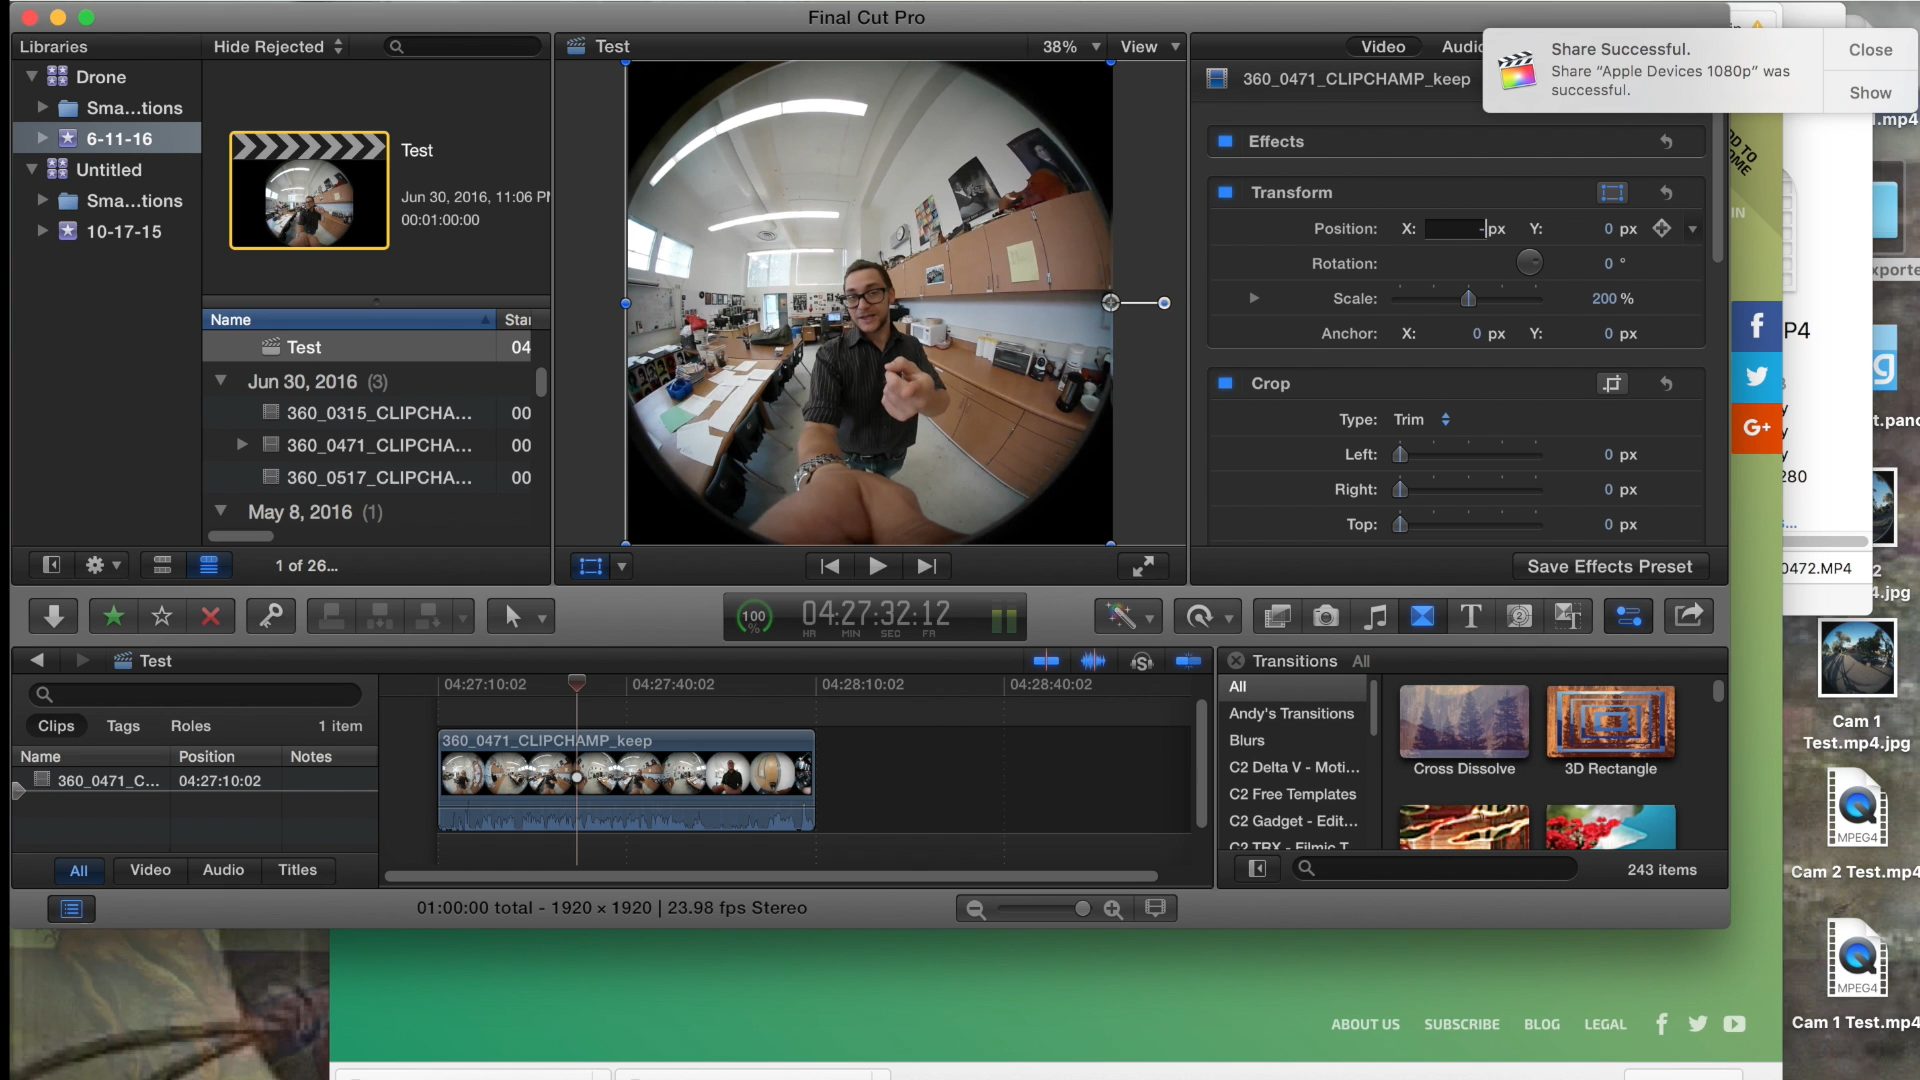 Final Cut Pro
Libraries
Hide Rejected
Drone
Sma...tions
6-11-16
Untitled
Sma...tions
10-17-15
Test
Jun 30, 2016, 11:06 P
00:01:00:00
Name
Test
04
Jun 30, 2016 (3)
360_0315_CLIPCHA...
00
360_0471_CLIPCHA...
00
360_0517_CLIPCHA...
00
May 8, 2016 (1)
1 of 26...
Test
38%
View
Video
360_0471_CLIPCHAMP_keep
Share Successful.
Share “Apple Devices 1080p” was
successful.
Close
Show
Effects
Transform
Position: X: - px Y: 0 px
Rotation: 0 °
Scale: 200 %
Anchor: X: 0 px Y: 0 px
Crop
Type: Trim
Left: 0 px
Right: 0 px
Top: 0 px
Save Effects Preset
100
%
04:27:32:12
HR MIN SEC FR
Test
Clips
Tags
Roles
1 item
Name
Position
Notes
360_0471_C...
04:27:10:02
All
Video
Audio
Titles
04:27:10:02
04:27:40:02
04:28:10:02
04:28:40:02
360_0471_CLIPCHAMP_keep
Transitions
All
All
Andy's Transitions
Blurs
C2 Delta V - Moti...
C2 Free Templates
C2 Gadget - Edit...
C2 TRX - Filmic T
Cross Dissolve
3D Rectangle
243 items
01:00:00 total - 1920 × 1920 | 23.98 fps Stereo
.mp4
TO
IN
P4
280
0472.MP4
2
.jpg
G+
Cam 1
Test.mp4.jpg
MPEG4
Cam 2 Test.mp4
MPEG4
Cam 1 Test.mp4
ABOUT US
SUBSCRIBE
BLOG
LEGAL